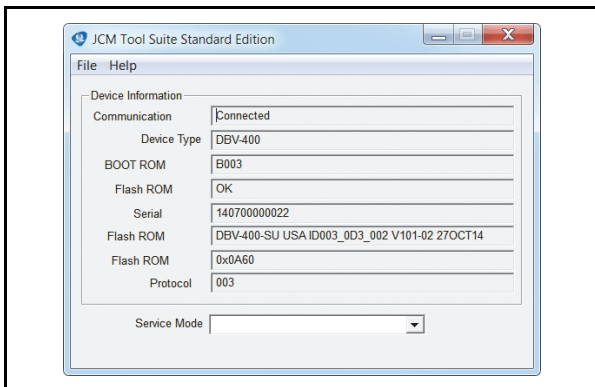 JCM Tool Suite Standard Edition
File Help
Device Information
Communication Connected
Device Type DBV-400
BOOT ROM B003
Flash ROM OK
Serial 140700000022
Flash ROM DBV-400-SU USA ID003_0D3_002 V101-02 27OCT14
Flash ROM 0x0A60
Protocol 003
Service Mode